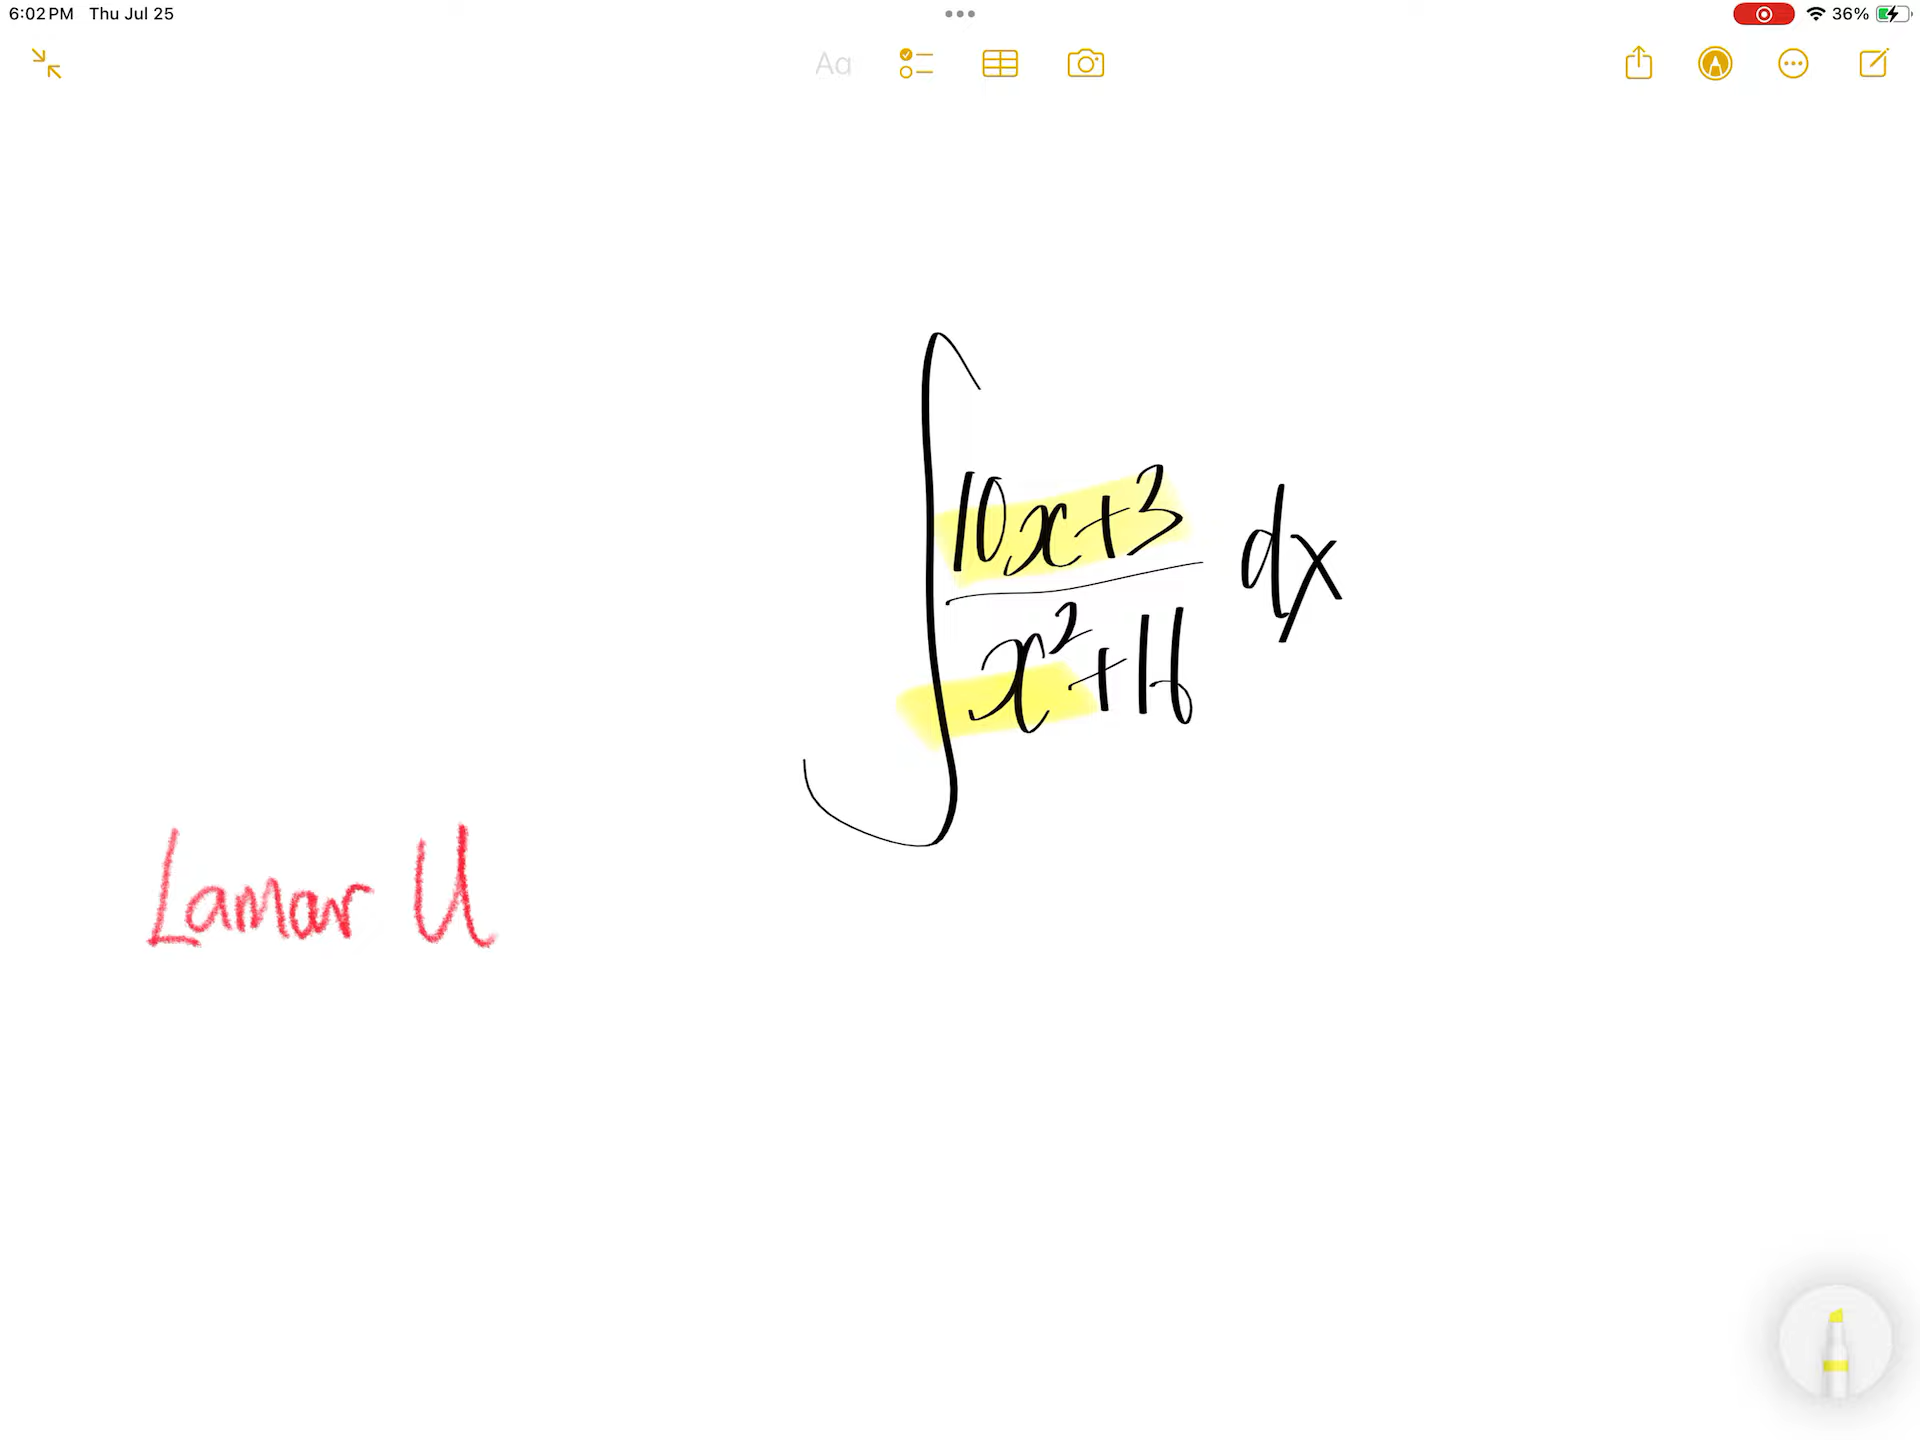 6:02 PM Thu Jul 25
36%
Aa
∫ (10x+3)/(x²+16) dx
Lamar U